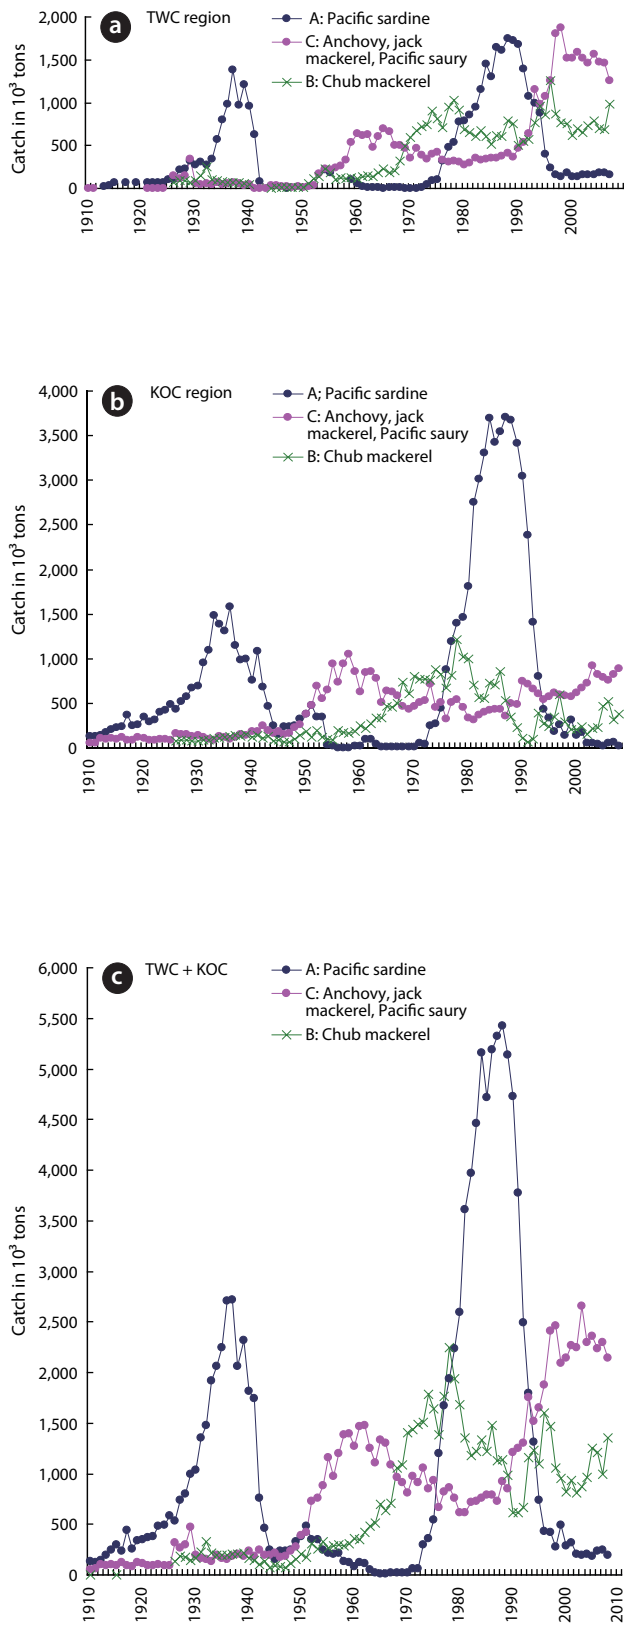 a TWC region
A: Pacific sardine
C: Anchovy, jack
mackerel, Pacific saury
B: Chub mackerel
Catch in 10³ tons
2,000
1,500
1,000
500
0
1910 1920 1930 1940 1950 1960 1970 1980 1990 2000
b KOC region
A; Pacific sardine
C: Anchovy, jack
mackerel, Pacific saury
B: Chub mackerel
Catch in 10³ tons
4,000
3,500
3,000
2,500
2,000
1,500
1,000
500
0
1910 1920 1930 1940 1950 1960 1970 1980 1990 2000
c TWC + KOC
A: Pacific sardine
C: Anchovy, jack
mackerel, Pacific saury
B: Chub mackerel
Catch in 10³ tons
6,000
5,500
5,000
4,500
4,000
3,500
3,000
2,500
2,000
1,500
1,000
500
0
1910 1920 1930 1940 1950 1960 1970 1980 1990 2000 2010